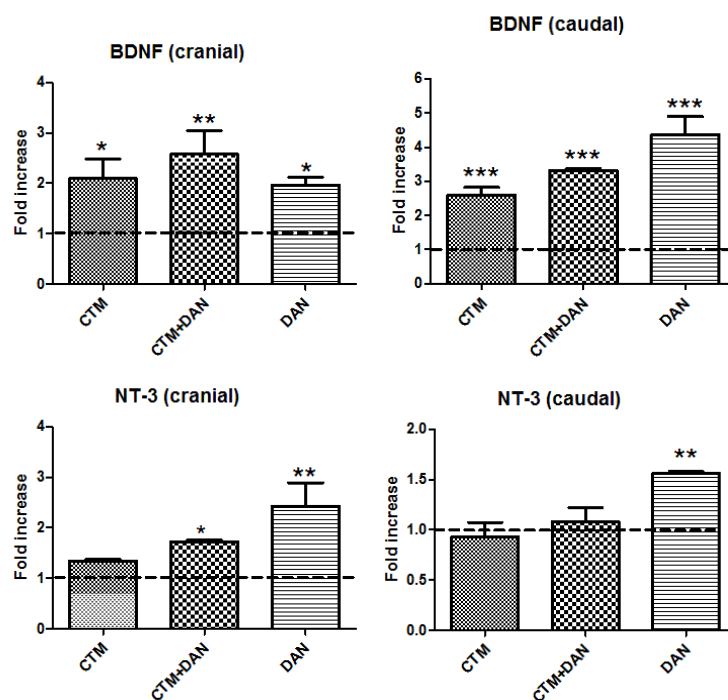 BDNF (cranial)
Fold increase
4
3
2
1
0
*
**
*
CTM
CTM+DAN
DAN
BDNF (caudal)
Fold increase
6
5
4
3
2
1
0
***
***
***
CTM
CTM+DAN
DAN
NT-3 (cranial)
Fold increase
4
3
2
1
0
*
**
CTM
CTM+DAN
DAN
NT-3 (caudal)
Fold increase
2.0
1.5
1.0
0.5
0.0
**
CTM
CTM+DAN
DAN